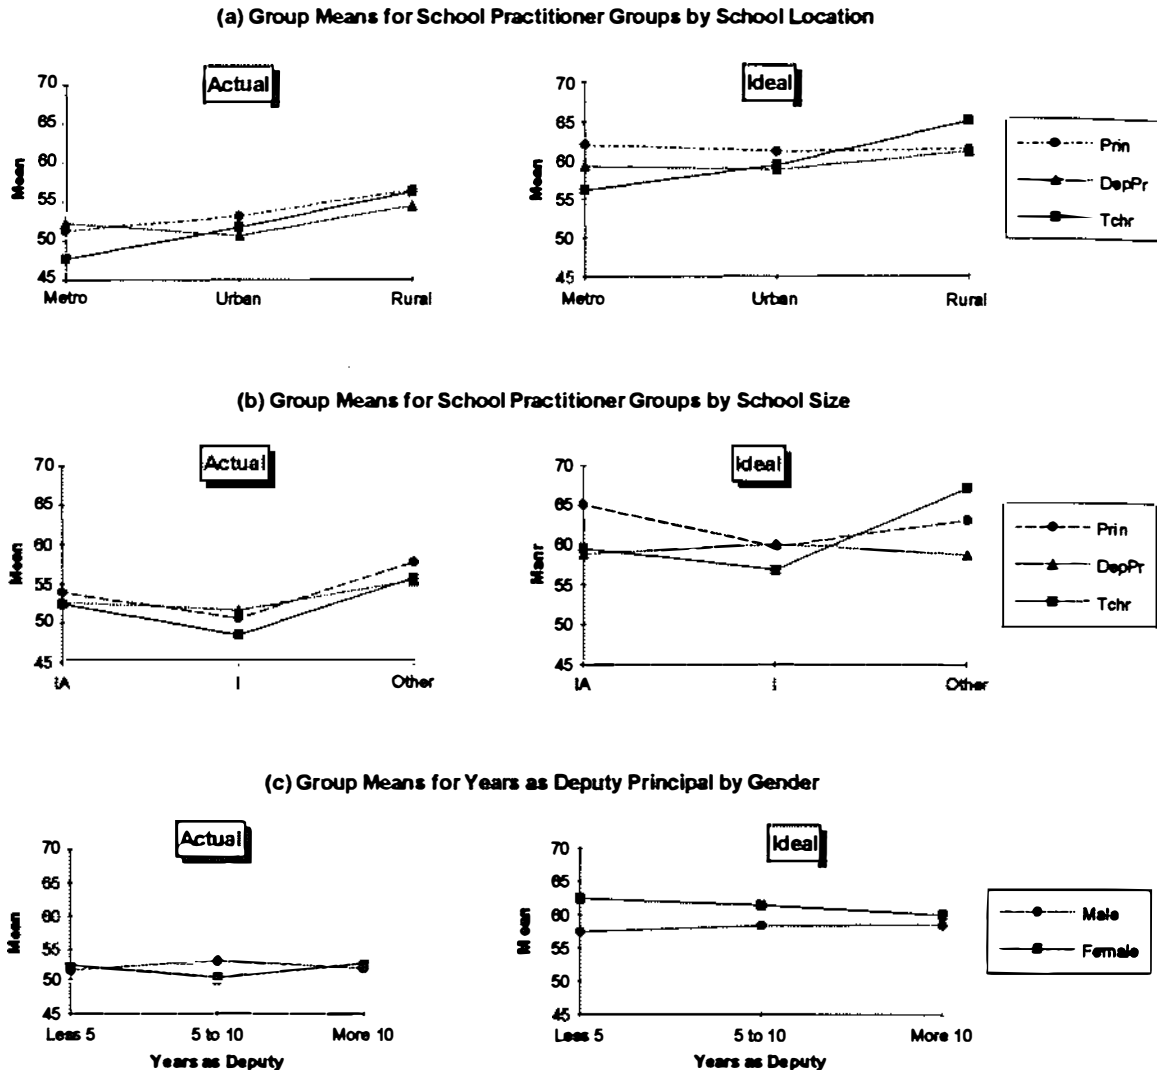 (a) Group Means for School Practitioner Groups by School Location
Actual
Ideal
70
65
60
55
50
45
Mean
Metro
Urban
Rural
70
65
60
55
50
45
Mean
Metro
Urban
Rural
Prin
DepPr
Tchr
(b) Group Means for School Practitioner Groups by School Size
Actual
Ideal
70
65
60
55
50
45
Mean
IA
I
Other
70
65
60
55
50
45
Manr
IA
I
Other
Prin
DepPr
Tchr
(c) Group Means for Years as Deputy Principal by Gender
Actual
Ideal
70
65
60
55
50
45
Mean
Less 5
5 to 10
More 10
Years as Deputy
70
65
60
55
50
45
Mean
Less 5
5 to 10
More 10
Years as Deputy
Male
Female